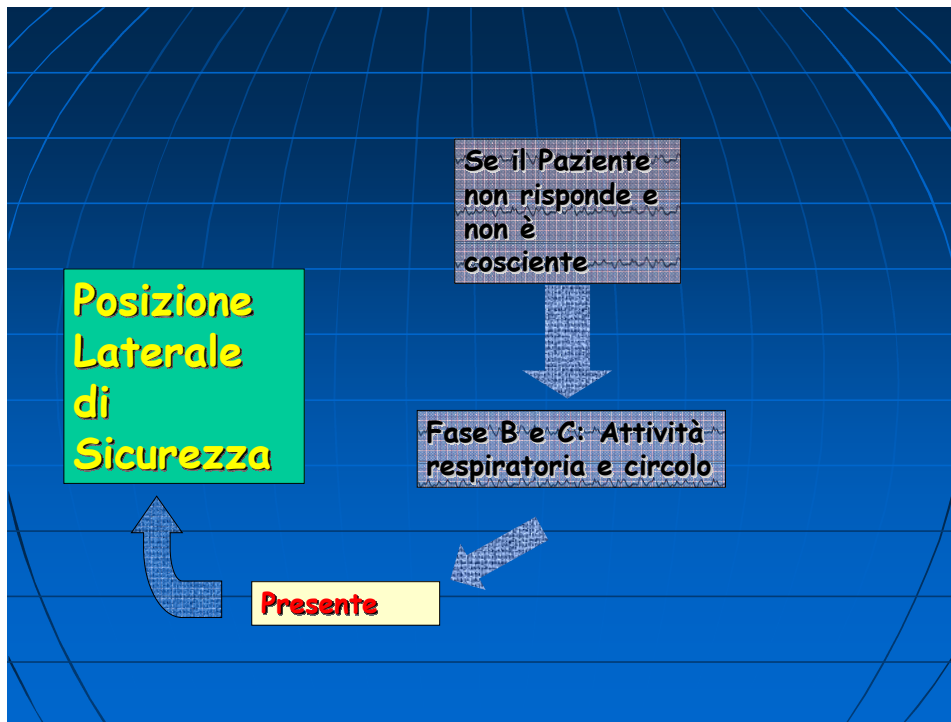 Se il Paziente
non risponde e
non è
cosciente
Posizione
Laterale
di
Sicurezza
Fase B e C: Attività
respiratoria e circolo
Presente